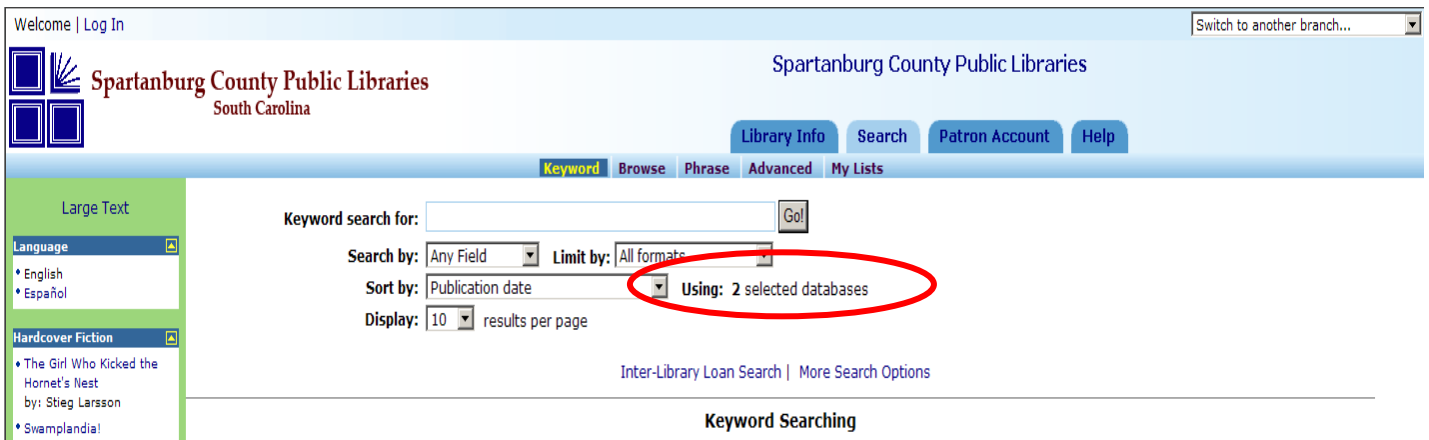 Welcome | Log In
Switch to another branch...
Spartanburg County Public Libraries
South Carolina
Spartanburg County Public Libraries
Library Info Search Patron Account Help
Keyword Browse Phrase Advanced My Lists
Large Text
Language
English
Español
Hardcover Fiction
The Girl Who Kicked the
Hornet's Nest
by: Stieg Larsson
Swamplandia!
Keyword search for: Go!
Search by: Any Field Limit by: All formats
Sort by: Publication date Using: 2 selected databases
Display: 10 results per page
Inter-Library Loan Search | More Search Options
Keyword Searching